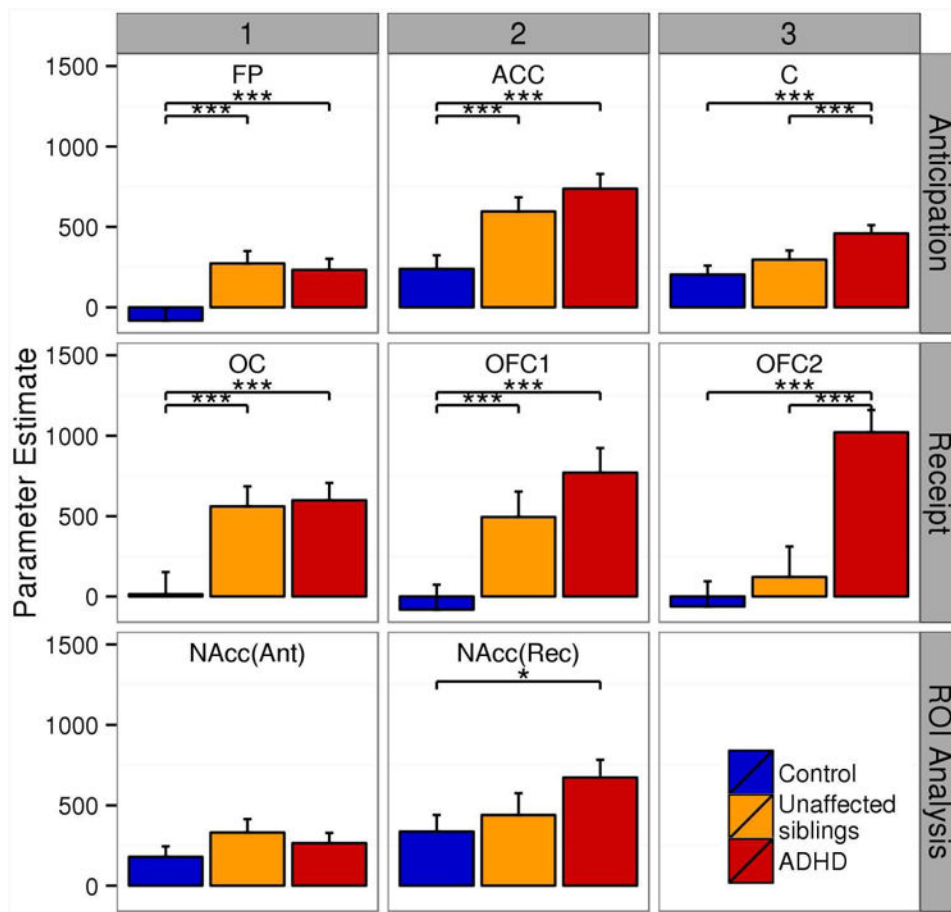 1 2 3
1500 FP ACC C
*** *** ***
*** *** ***
1000
500
0
Anticipation
1500 OC OFC1 OFC2
*** *** ***
*** *** ***
1000
500
0
Receipt
Parameter Estimate
1500 NAcc(Ant) NAcc(Rec)
*
1000
500
0
ROI Analysis
Control
Unaffected
siblings
ADHD